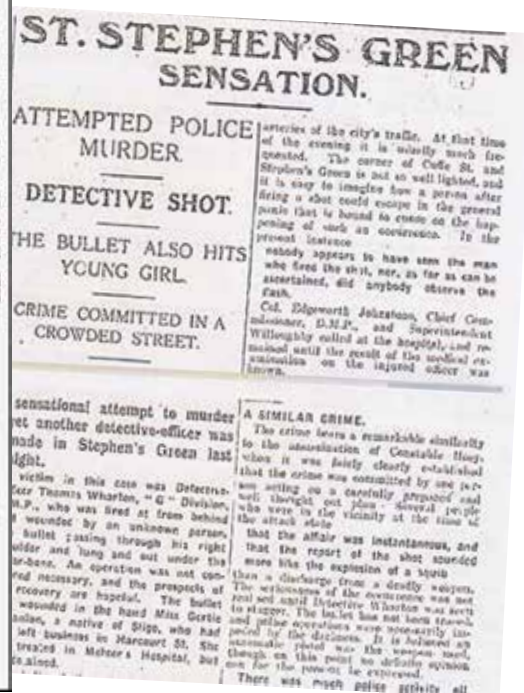 ST. STEPHEN'S GREEN
SENSATION.
ATTEMPTED POLICE
MURDER.
DETECTIVE SHOT.
THE BULLET ALSO HITS
YOUNG GIRL.
CRIME COMMITTED IN A
CROWDED STREET.
sensational attempt to murder
yet another detective-officer was
made in Stephen's Green last
night.
victim in this case was Detective-
Thomas Wharton, "G" Division,
M.P., who was fired at from behind
wounded by an unknown person,
bullet passing through his right
and lung and out under the
An operation was not
necessary, and the prospects of
recovery are hopeful. The bullet
wounded in the hand Miss Gertie
a native of Sligo, who had
left business in Harcourt St. She
treated in Mercer's Hospital, but
arteries of the city's traffic. At that time
of the evening it is usually much
quented. The corner of Cuffe St. and
Stephen's Green is not so well lighted, and
it is easy to imagine how a person after
firing a shot could escape in the general
panic that is bound to ensue on the hap-
pening of such an occurrence. In the
present instance
nobody appears to have seen the man
who fired the shot, nor, as far as can be
ascertained, did anybody observe the
flash.
Col. Edgeworth Johnstone, Chief Com-
missioner, D.M.P., and Superintendent
Willoughby called at the hospital, and re-
mained until the result of the medical ex-
amination on the injured officer was
known.
A SIMILAR CRIME.
The crime bears a remarkable similarity
to the assassination of Constable
when it was fairly clearly established
that the crime was committed by one
acting on a carefully prepared and
well thought out plan. Several people
who were in the vicinity at the time of
the attack state
that the affair was instantaneous, and
that the report of the shot sounded
more like the explosion of a squib
than a discharge from a deadly weapon.
The seriousness of the occurrence was not
realised until Detective Wharton was seen
to stagger. The bullet has not been
and police operations were necessarily im-
peded by the darkness. It is believed an
automatic pistol was the weapon used,
though on this point no definite opinion
can for the present be expressed.
There was much police activity all